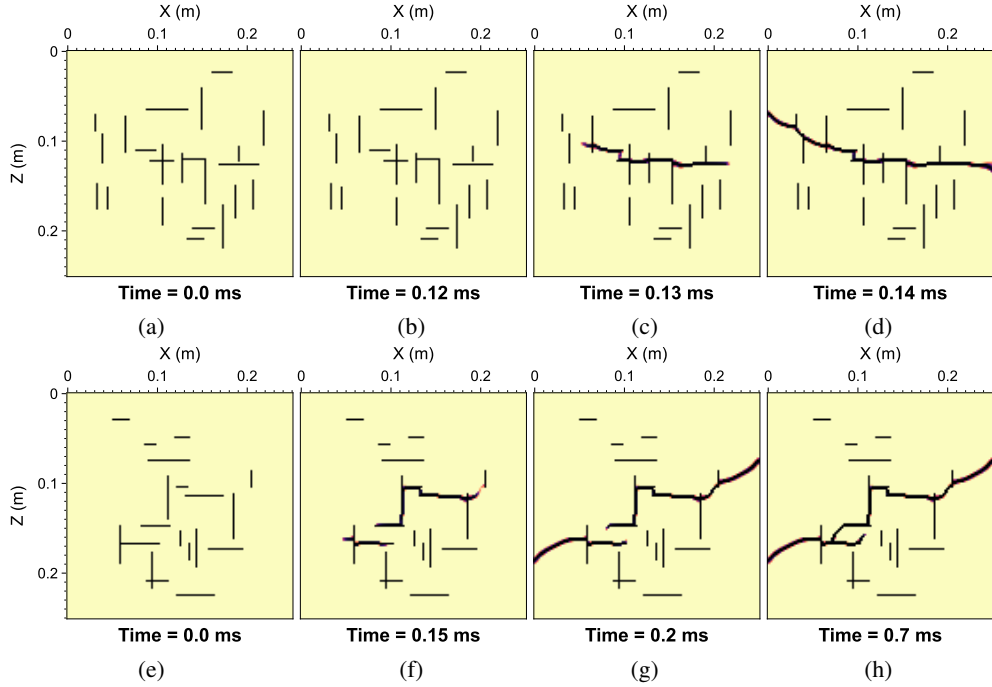 X (m) X (m) X (m) X (m)
0 0.1 0.2 0 0.1 0.2 0 0.1 0.2 0 0.1 0.2
0
0.1
Z (m)
0.2
Time = 0.0 ms Time = 0.12 ms Time = 0.13 ms Time = 0.14 ms
(a) (b) (c) (d)
X (m) X (m) X (m) X (m)
0 0.1 0.2 0 0.1 0.2 0 0.1 0.2 0 0.1 0.2
0
0.1
Z (m)
0.2
Time = 0.0 ms Time = 0.15 ms Time = 0.2 ms Time = 0.7 ms
(e) (f) (g) (h)